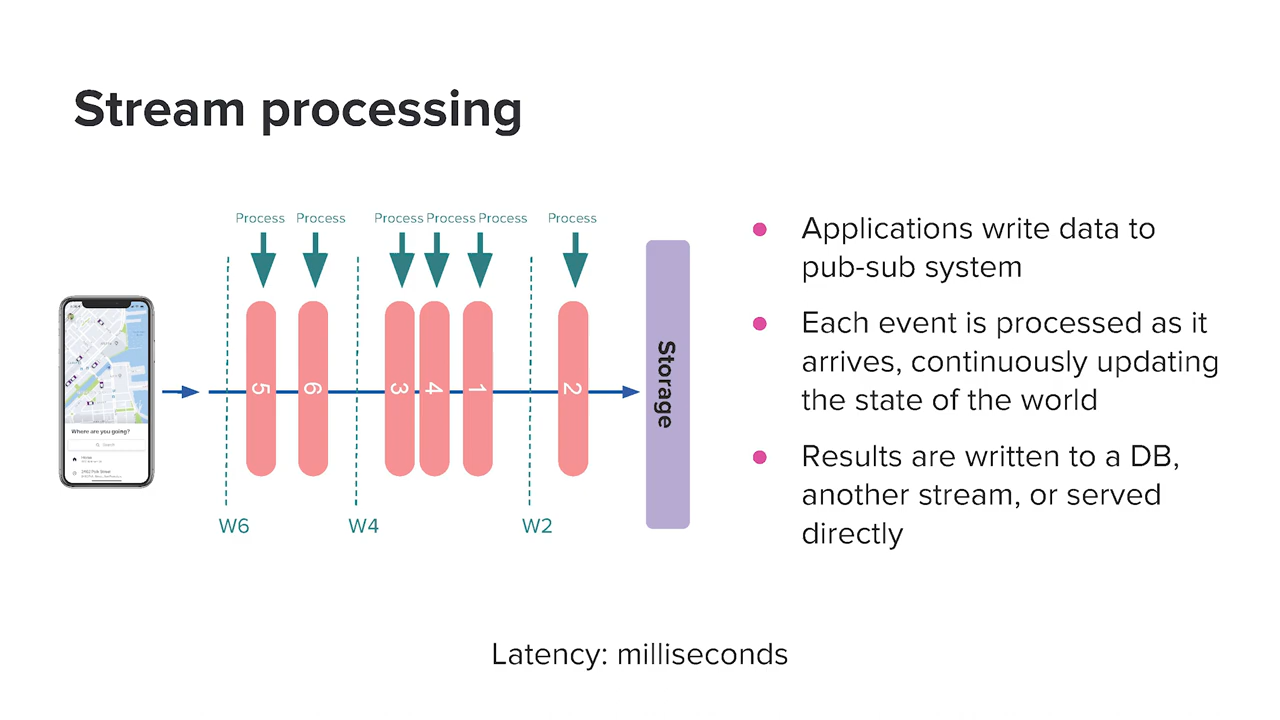 Stream processing
Process Process Process Process Process Process
5 6 3 4 1 2
Storage
W6 W4 W2
Where are you going?
Search
Home
Applications write data to
pub-sub system
Each event is processed as it
arrives, continuously updating
the state of the world
Results are written to a DB,
another stream, or served
directly
Latency: milliseconds